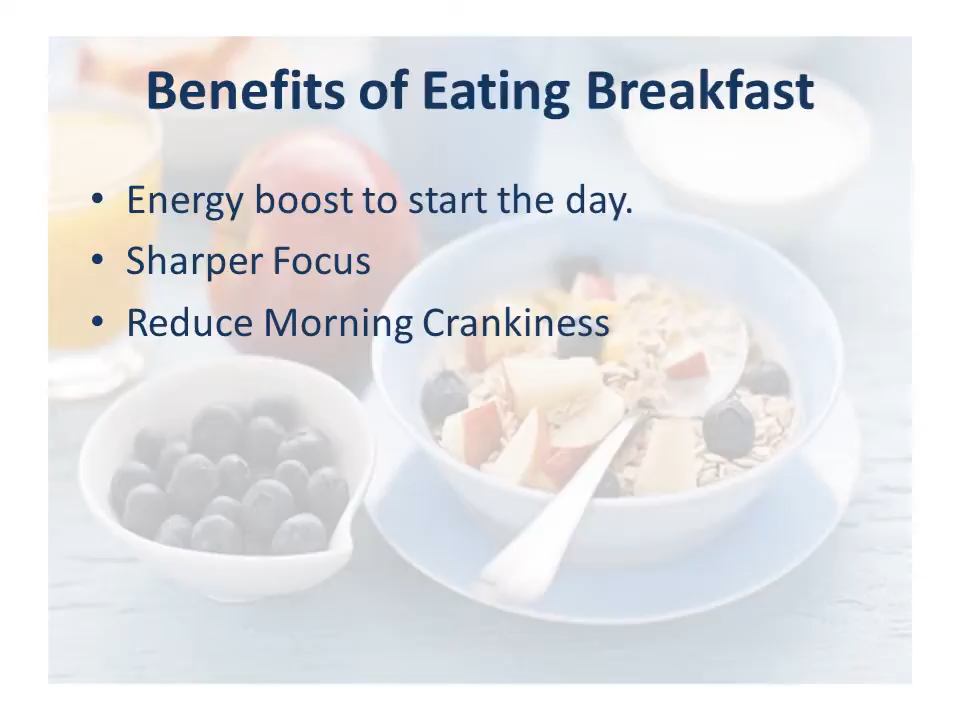 Benefits of Eating Breakfast
• Energy boost to start the day.
• Sharper Focus
• Reduce Morning Crankiness